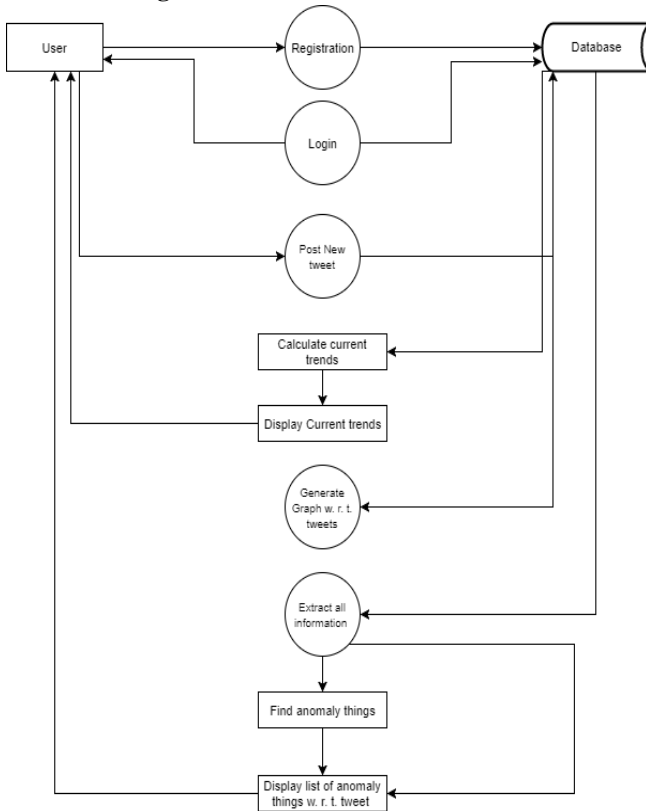 User
Registration
Database
Login
Post New
tweet
Calculate current
trends
Display Current trends
Generate
Graph w. r. t.
tweets
Extract all
information
Find anomaly things
Display list of anomaly
things w. r. t. tweet